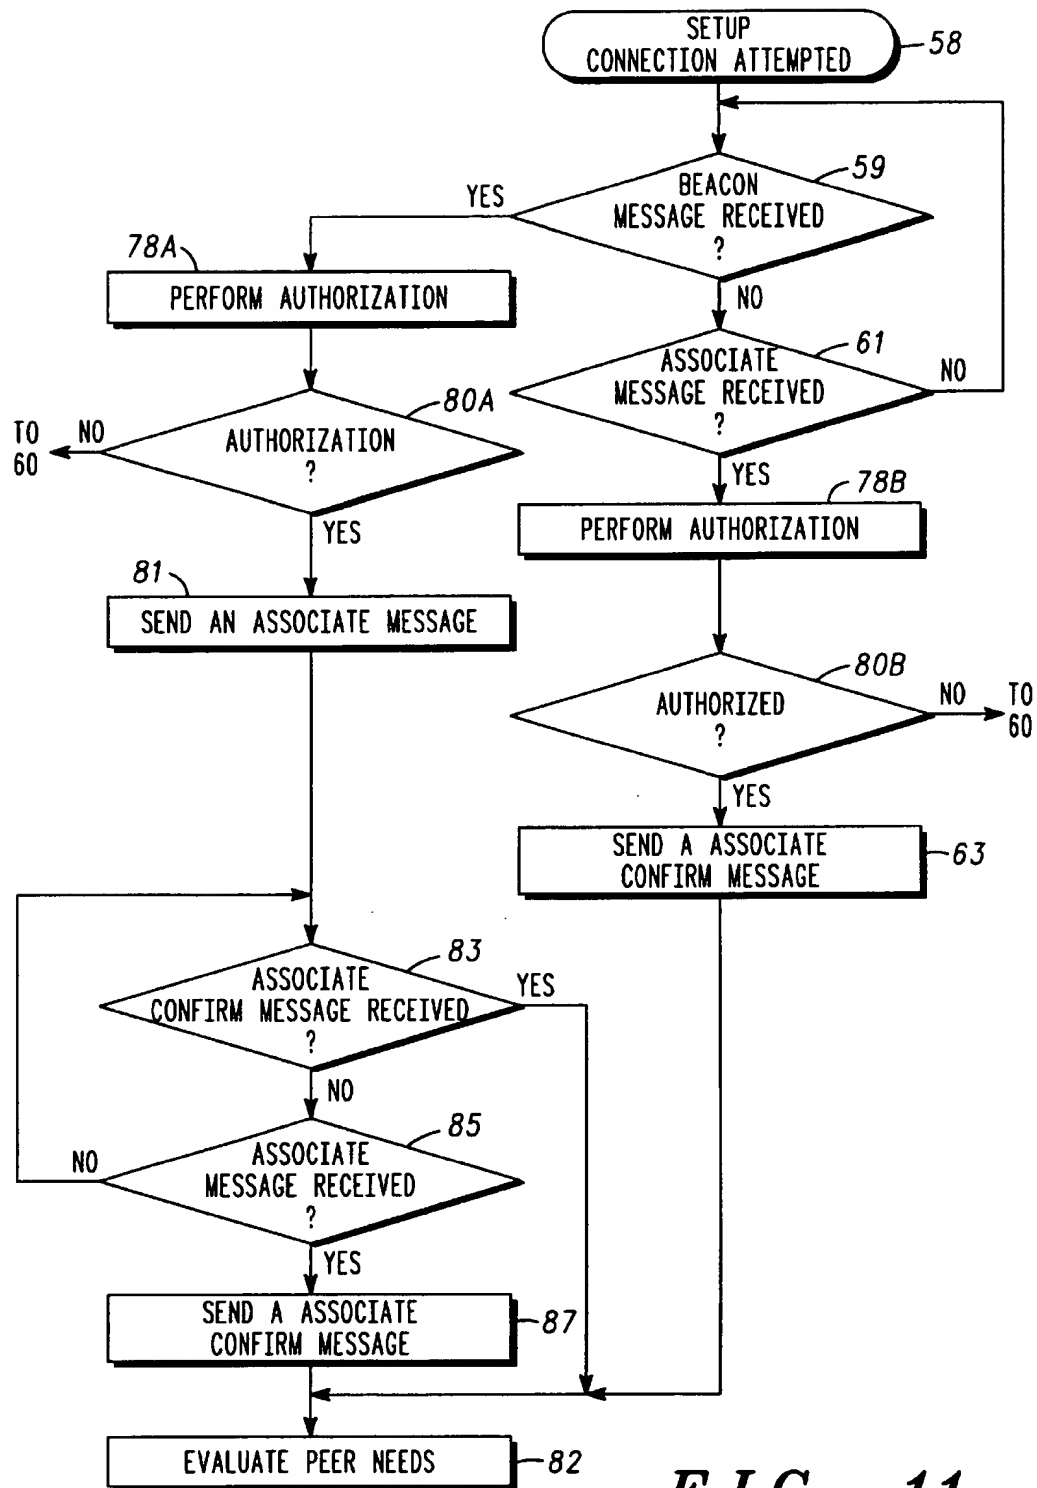 SETUP
CONNECTION ATTEMPTED
58
BEACON
MESSAGE RECEIVED
?
59
YES
NO
78A
PERFORM AUTHORIZATION
ASSOCIATE
MESSAGE RECEIVED
?
61
NO
YES
AUTHORIZATION
?
80A
NO
TO
60
YES
78B
PERFORM AUTHORIZATION
81
SEND AN ASSOCIATE MESSAGE
AUTHORIZED
?
80B
NO
TO
60
YES
SEND A ASSOCIATE
CONFIRM MESSAGE
63
ASSOCIATE
CONFIRM MESSAGE RECEIVED
?
83
YES
NO
ASSOCIATE
MESSAGE RECEIVED
?
85
NO
YES
SEND A ASSOCIATE
CONFIRM MESSAGE
87
EVALUATE PEER NEEDS
82
FIG. 11